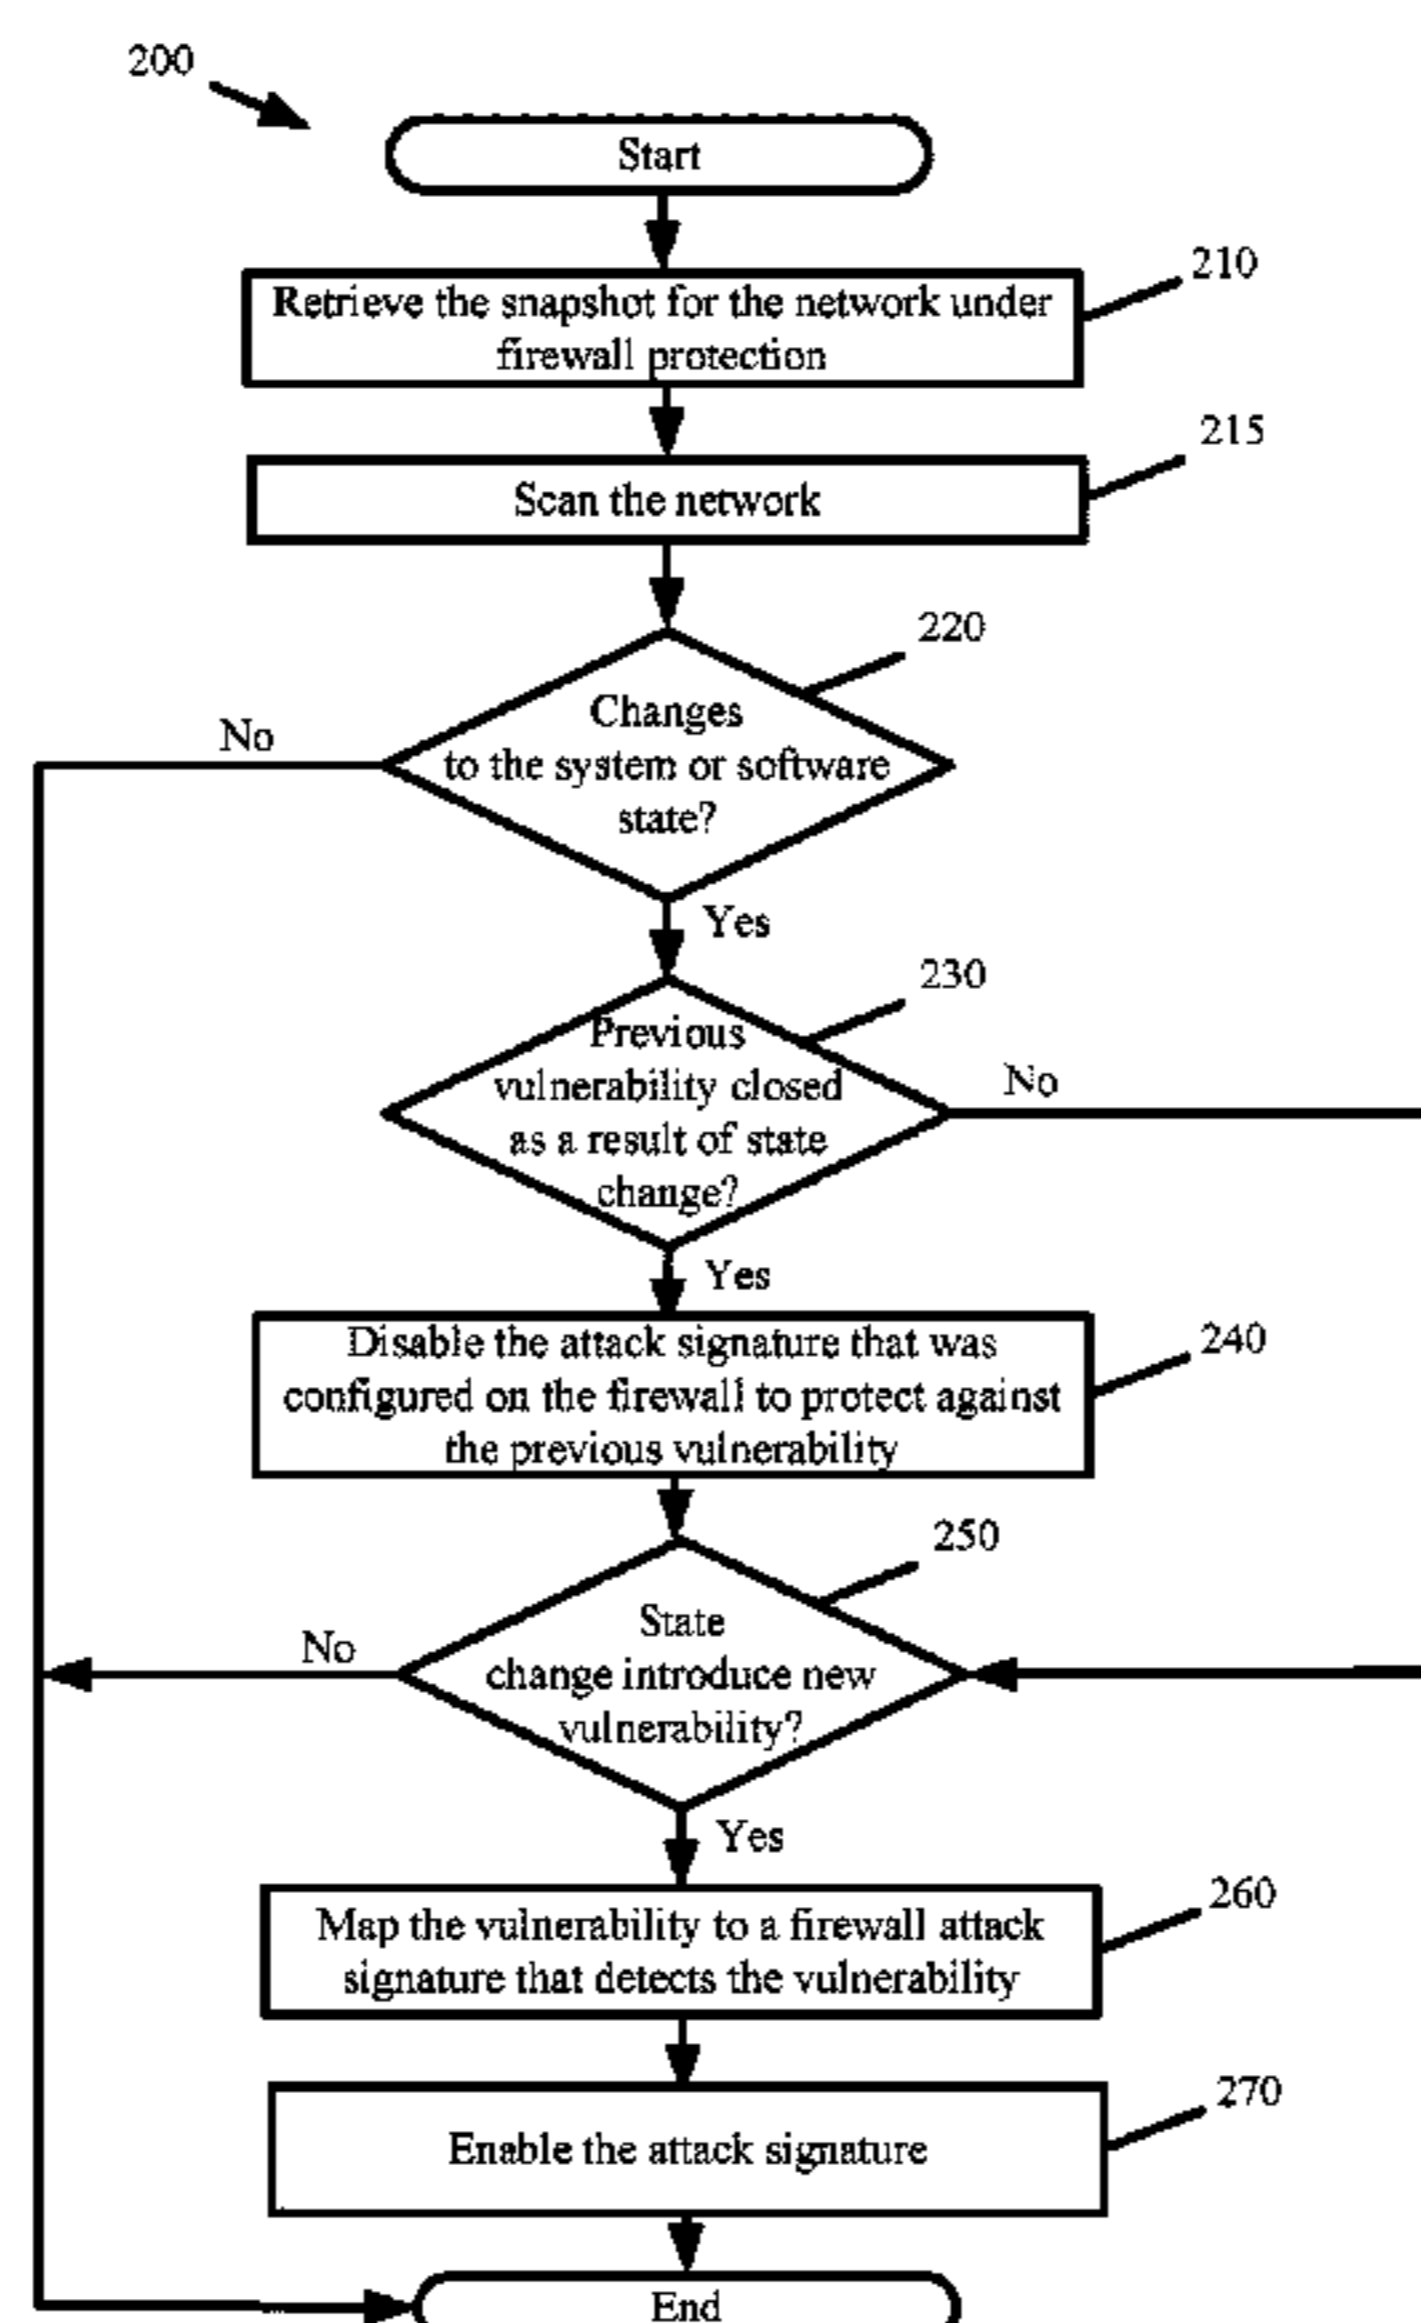 200
Start
210
Retrieve the snapshot for the network under
firewall protection
215
Scan the network
220
Changes
to the system or software
state?
No
Yes
230
Previous
vulnerability closed
as a result of state
change?
No
Yes
240
Disable the attack signature that was
configured on the firewall to protect against
the previous vulnerability
250
State
change introduce new
vulnerability?
No
Yes
260
Map the vulnerability to a firewall attack
signature that detects the vulnerability
270
Enable the attack signature
End